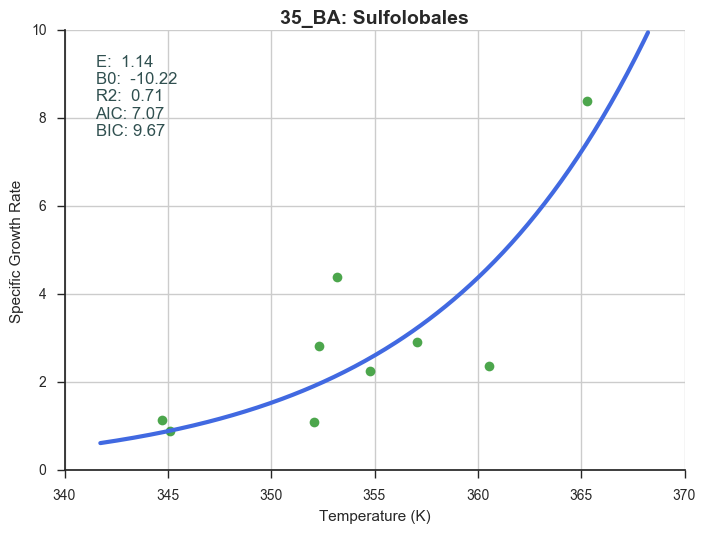 35_BA: Sulfolobales
E:  1.14
B0:  -10.22
R2:  0.71
AIC: 7.07
BIC: 9.67
10
8
6
4
2
0
Specific Growth Rate
340 345 350 355 360 365 370
Temperature (K)